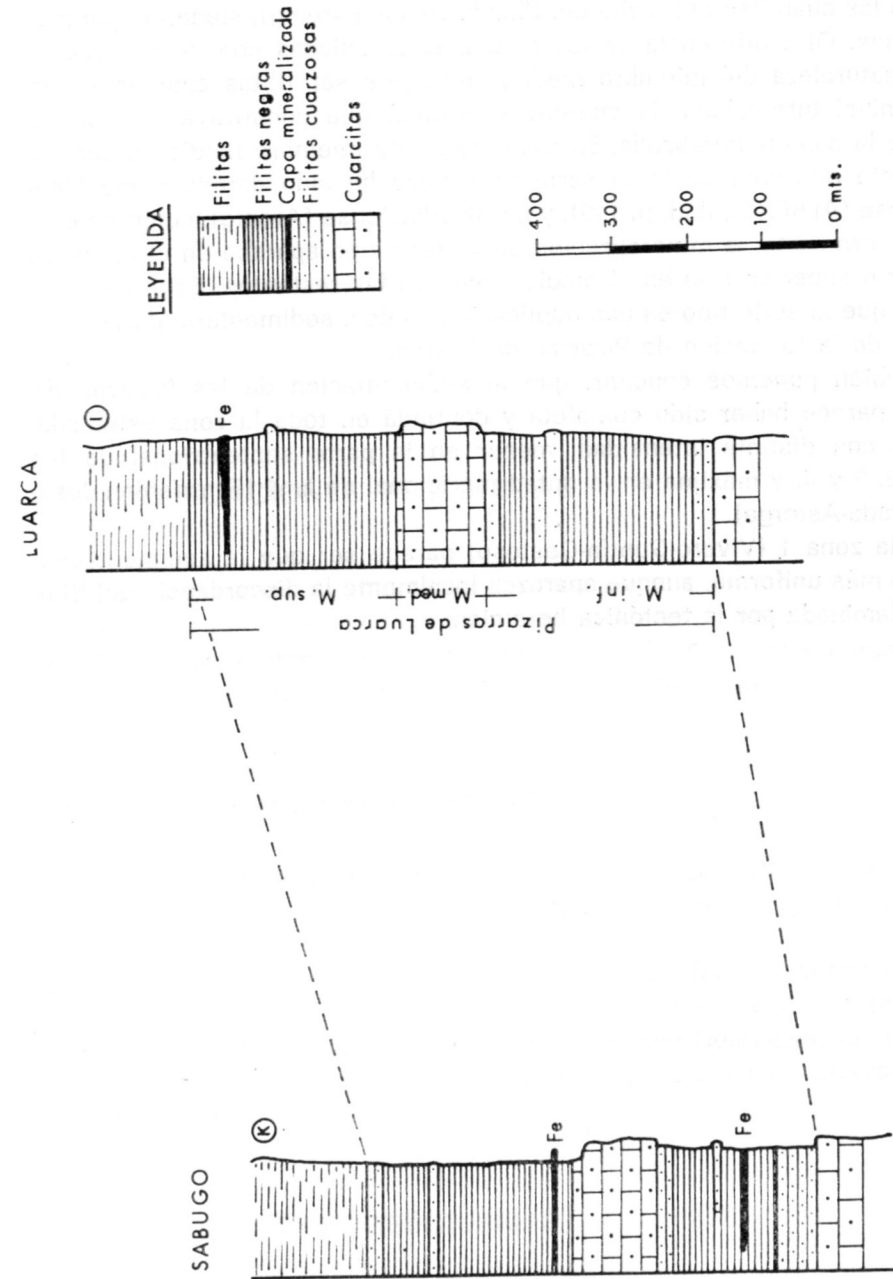 SABUGO
K
Fe
Fe
LUARCA
I
Fe
Pizarras de Luarca
M sup.
M.med
M inf.
LEYENDA
Filitas
Filitas negras
Capa mineralizada
Filitas cuarzosas
Cuarcitas
400
300
200
100
0 mts.